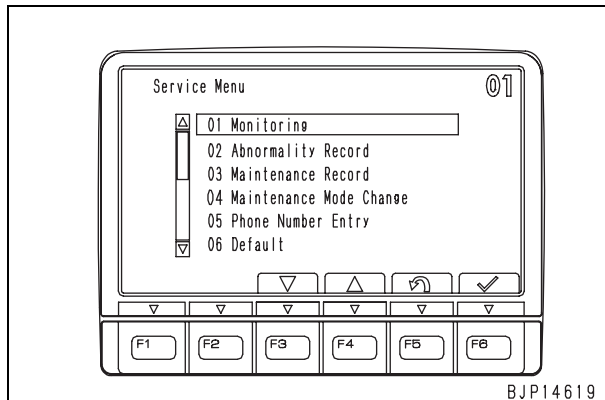 Service Menu 01
01 Monitoring
02 Abnormality Record
03 Maintenance Record
04 Maintenance Mode Change
05 Phone Number Entry
06 Default
F1 F2 F3 F4 F5 F6
BJP14619